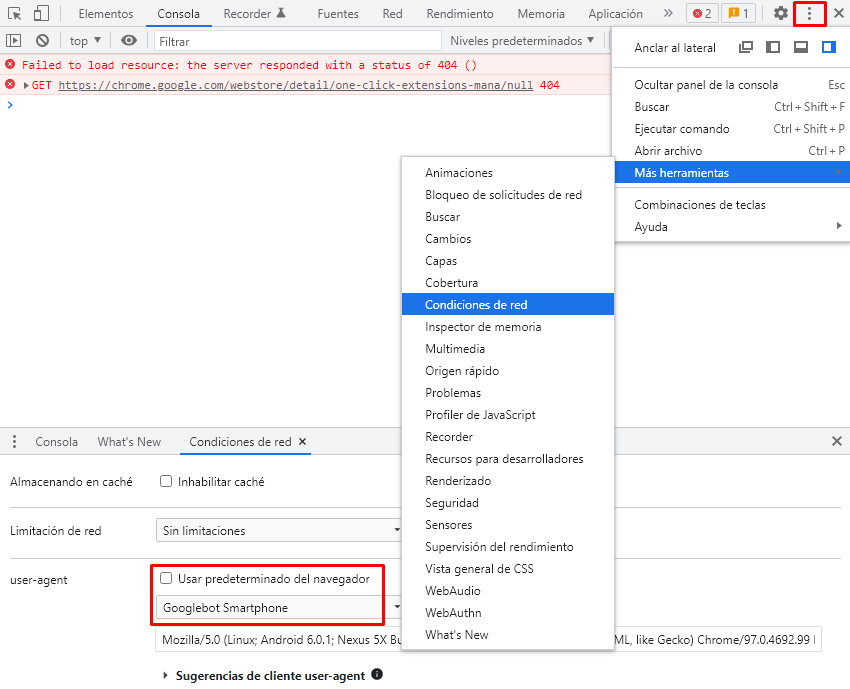 Elementos Consola Recorder Fuentes Red Rendimiento Memoria Aplicación » 2 1
top Filtrar Niveles predeterminados
Failed to load resource: the server responded with a status of 404 ()
GET https://chrome.google.com/webstore/detail/one-click-extensions-mana/null 404
Anclar al lateral
Ocultar panel de la consola Esc
Buscar Ctrl + Shift + F
Ejecutar comando Ctrl + Shift + P
Abrir archivo Ctrl + P
Más herramientas
Combinaciones de teclas
Ayuda
Animaciones
Bloqueo de solicitudes de red
Buscar
Cambios
Capas
Cobertura
Condiciones de red
Inspector de memoria
Multimedia
Origen rápido
Problemas
Profiler de JavaScript
Recorder
Recursos para desarrolladores
Renderizado
Seguridad
Sensores
Supervisión del rendimiento
Vista general de CSS
WebAudio
WebAuthn
What's New
Consola What's New Condiciones de red
Almacenando en caché Inhabilitar caché
Limitación de red Sin limitaciones
user-agent Usar predeterminado del navegador
Googlebot Smartphone
Mozilla/5.0 (Linux; Android 6.0.1; Nexus 5X Bu ML, like Gecko) Chrome/97.0.4692.99
Sugerencias de cliente user-agent